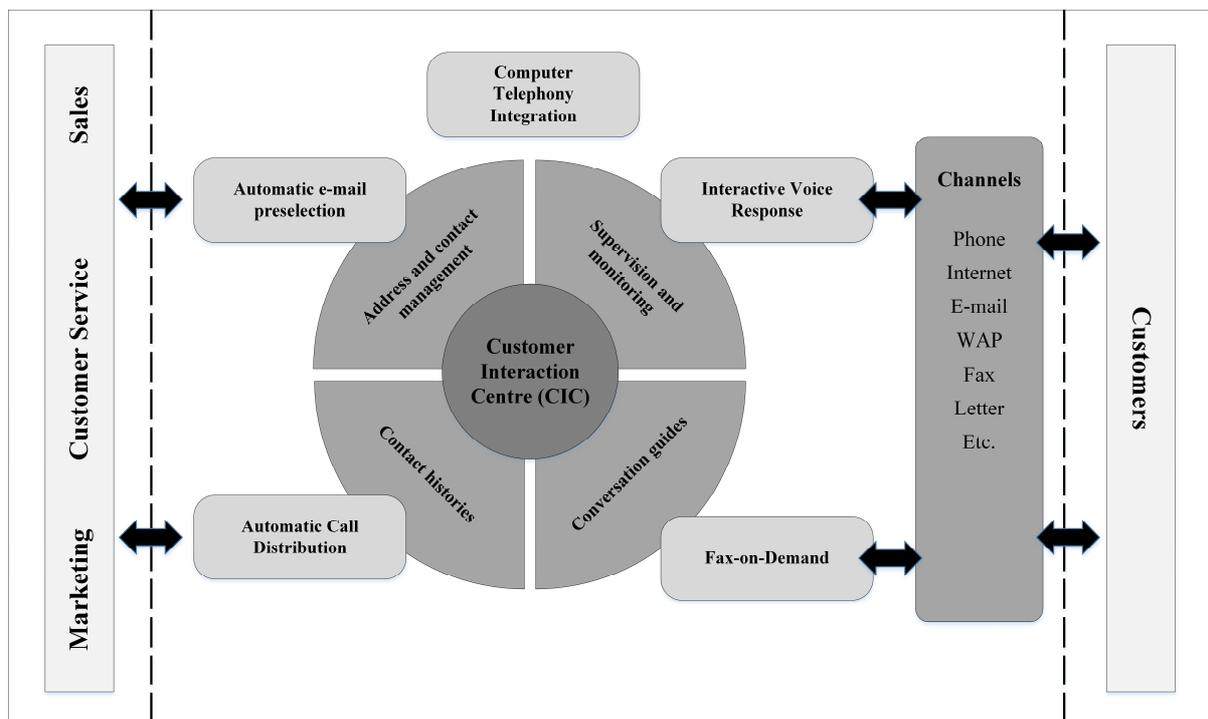 Sales
Customer Service
Marketing
Computer
Telephony
Integration
Automatic e-mail
preselection
Interactive Voice
Response
Address and contact
management
Supervision and
monitoring
Customer
Interaction
Centre (CIC)
Contact histories
Conversation guides
Automatic Call
Distribution
Fax-on-Demand
Channels
Phone
Internet
E-mail
WAP
Fax
Letter
Etc.
Customers